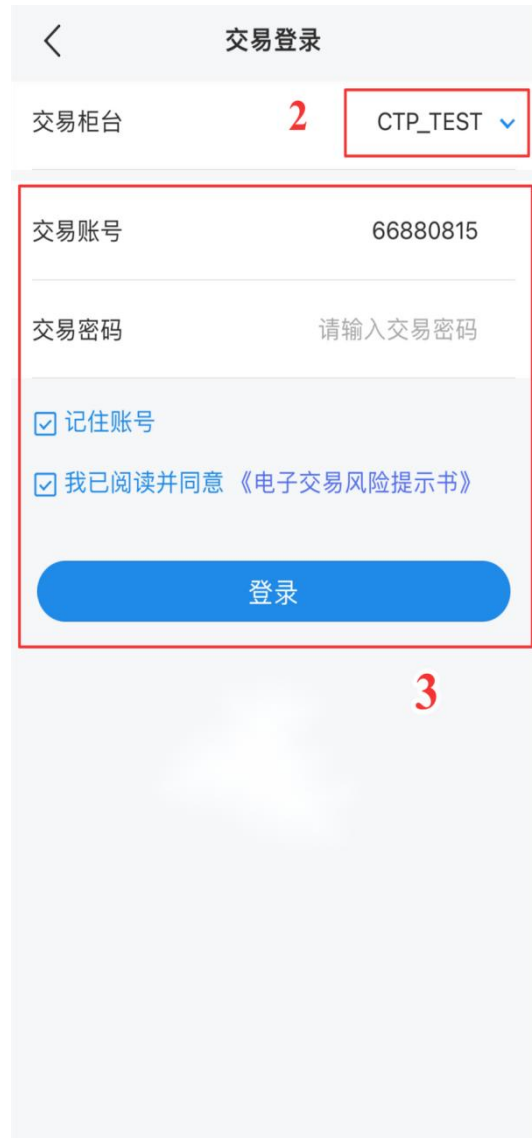 交易登录
交易柜台 2 CTP_TEST
交易账号 66880815
交易密码 请输入交易密码
记住账号
我已阅读并同意《电子交易风险提示书》
登录
3